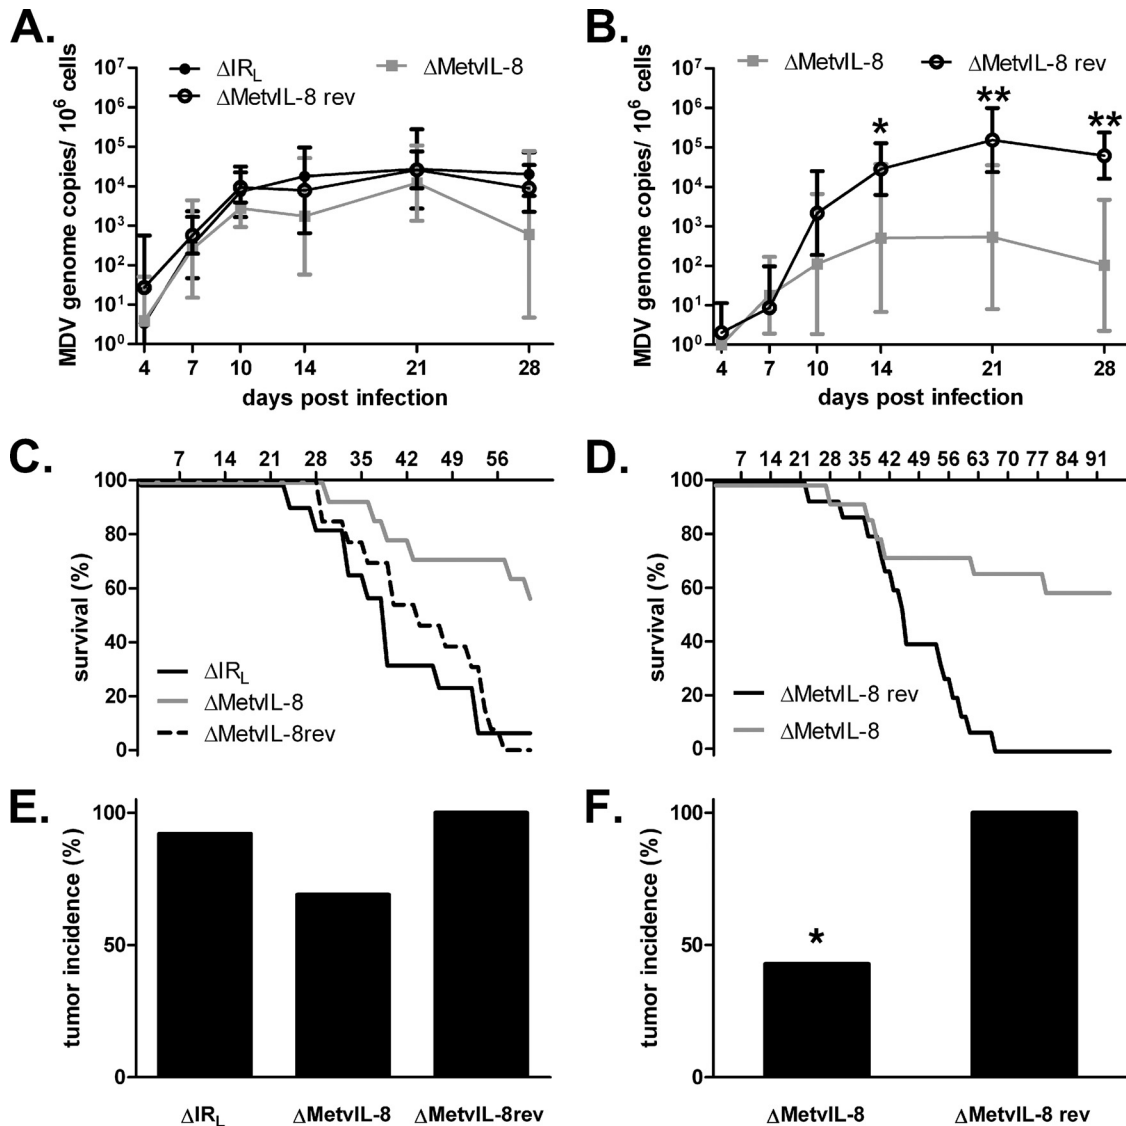 A.
ΔIR_L
ΔMetvIL-8
ΔMetvIL-8 rev
MDV genome copies/ 10^6 cells
10^7
10^6
10^5
10^4
10^3
10^2
10^1
10^0
4 7 10 14 21 28
days post infection
B.
ΔMetvIL-8
ΔMetvIL-8 rev
MDV genome copies/ 10^6 cells
10^7
10^6
10^5
10^4
10^3
10^2
10^1
10^0
*
**
**
4 7 10 14 21 28
days post infection
C.
7 14 21 28 35 42 49 56
survival (%)
100
80
60
40
20
0
ΔIR_L
ΔMetvIL-8
ΔMetvIL-8rev
D.
7 14 21 28 35 42 49 56 63 70 77 84 91
survival (%)
100
80
60
40
20
0
ΔMetvIL-8 rev
ΔMetvIL-8
E.
tumor incidence (%)
100
50
0
ΔIR_L ΔMetvIL-8 ΔMetvIL-8rev
F.
tumor incidence (%)
100
50
0
*
ΔMetvIL-8 ΔMetvIL-8 rev